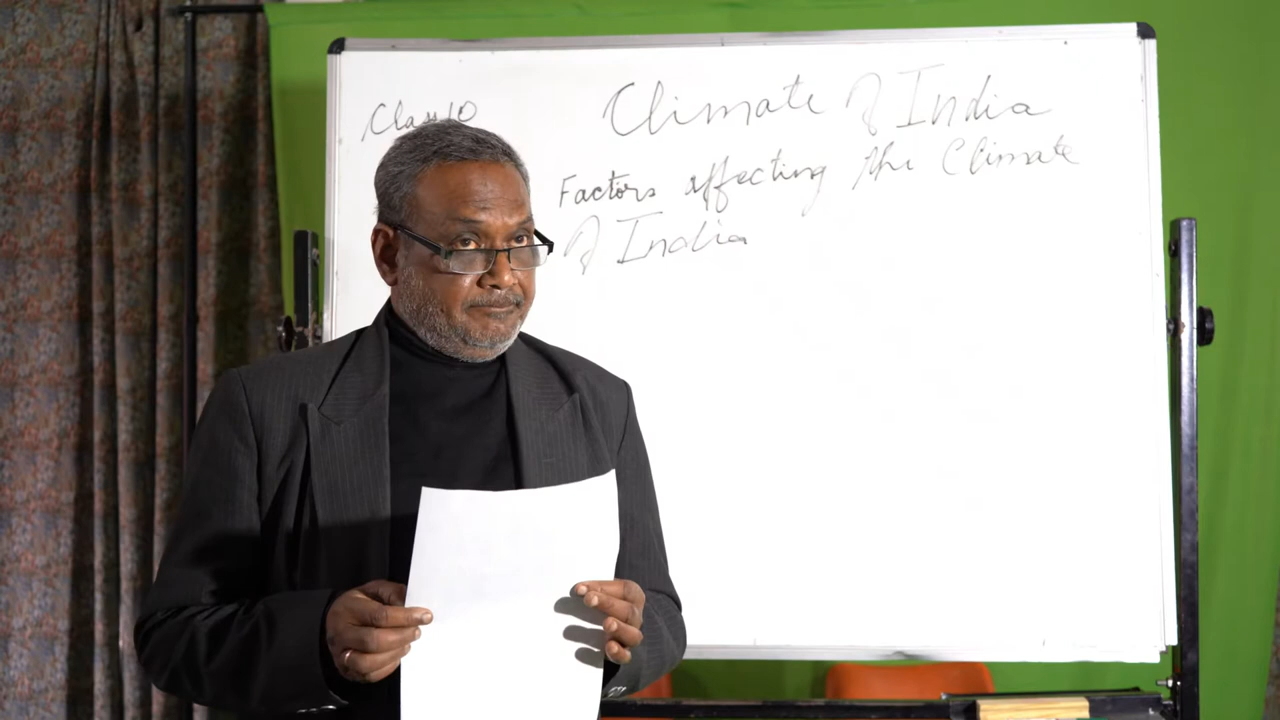 Class 10
Climate of India
Factors affecting the Climate
of India